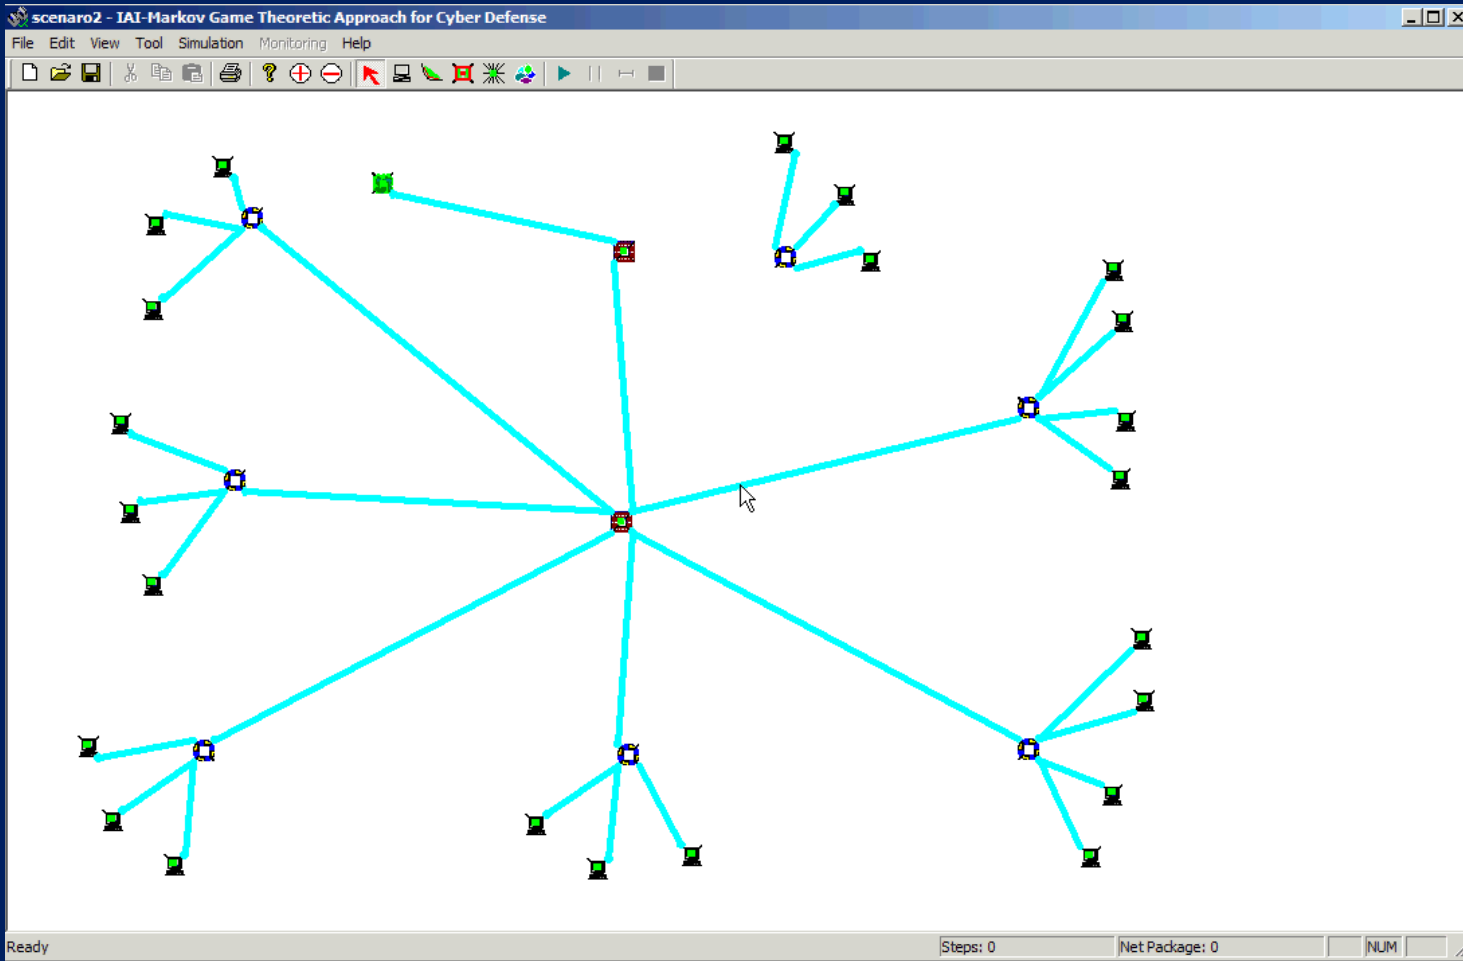 scenaro2 - IAI-Markov Game Theoretic Approach for Cyber Defense
File Edit View Tool Simulation Monitoring Help
Ready Steps: 0 Net Package: 0 NUM